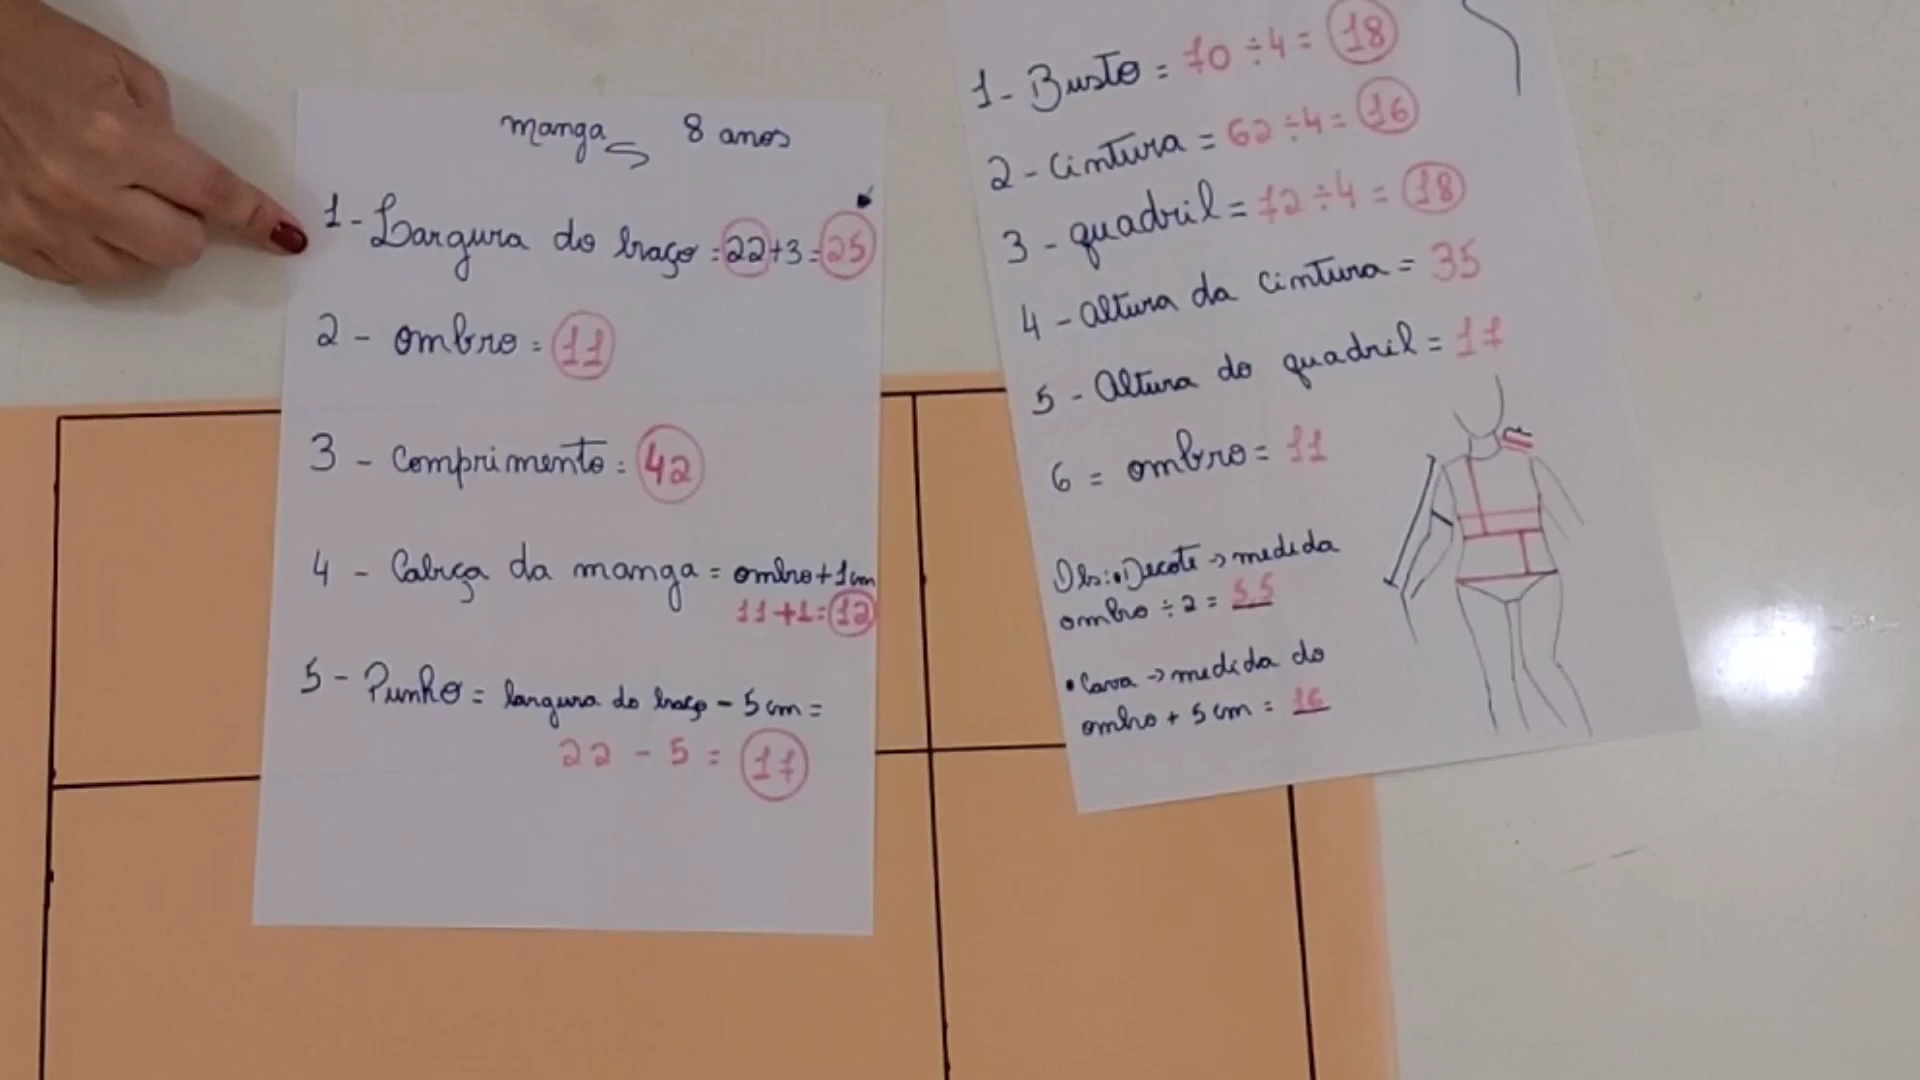 manga 8 anos
1 - Largura do braço = 22 + 3 = 25
2 - ombro = 11
3 - Comprimento = 42
4 - Cabeça da manga = ombro + 1cm
11 + 1 = 12
5 - Punho = largura do braço - 5 cm =
22 - 5 = 17
1 - Busto = 70 ÷ 4 = 18
2 - Cintura = 62 ÷ 4 = 16
3 - quadril = 72 ÷ 4 = 18
4 - Altura da Cintura = 35
5 - Altura do quadril = 17
6 = ombro = 11
Obs: • Decote -> medida
ombro ÷ 2 = 5,5
• Cava -> medida do
ombro + 5 cm = 16